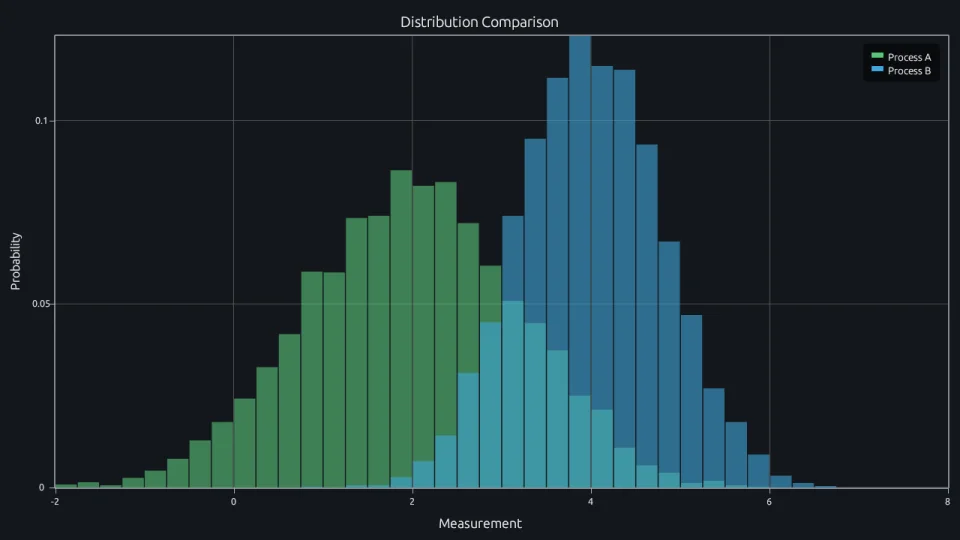 Distribution Comparison
Process A
Process B
Probability
0.1
0.05
0
-2
0
2
4
6
8
Measurement